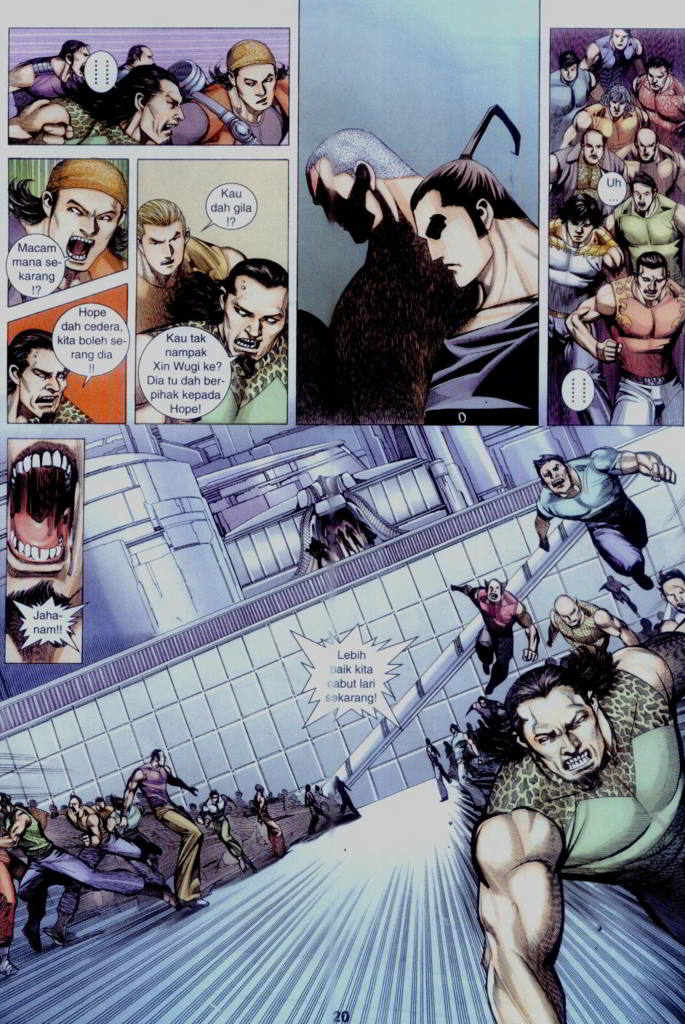 Macam
mana se-
karang
!?
Kau
dah gila
!?
Hope
dah cedera,
kita boleh se-
rang dia
!!
Kau tak
nampak
Xin Wugi ke?
Dia tu dah ber-
pihak kepada
Hope!
Uh
...
Jaha-
nam!!
Lebih
baik kita
cabut lari
sekarang!
20